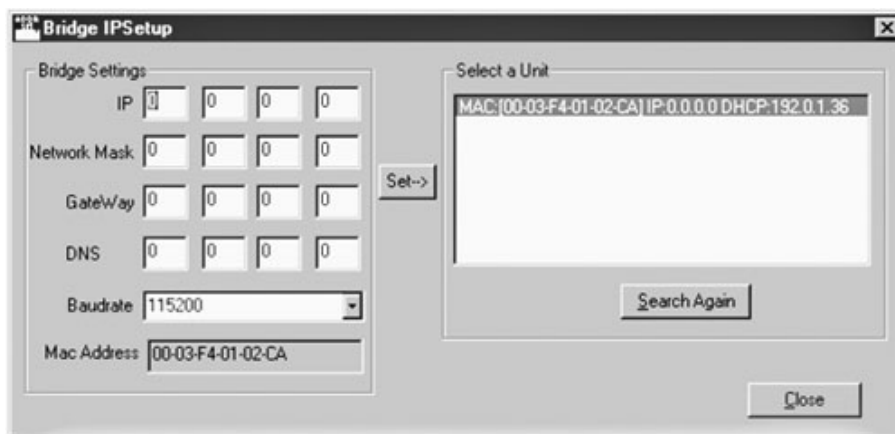 Bridge IPSetup
Bridge Settings
IP 0 0 0 0
Network Mask 0 0 0 0
GateWay 0 0 0 0
DNS 0 0 0 0
Baudrate 115200
Mac Address 00-03-F4-01-02-CA
Set-->
Select a Unit
MAC:[00-03-F4-01-02-CA] IP:0.0.0.0 DHCP:192.0.1.36
Search Again
Close